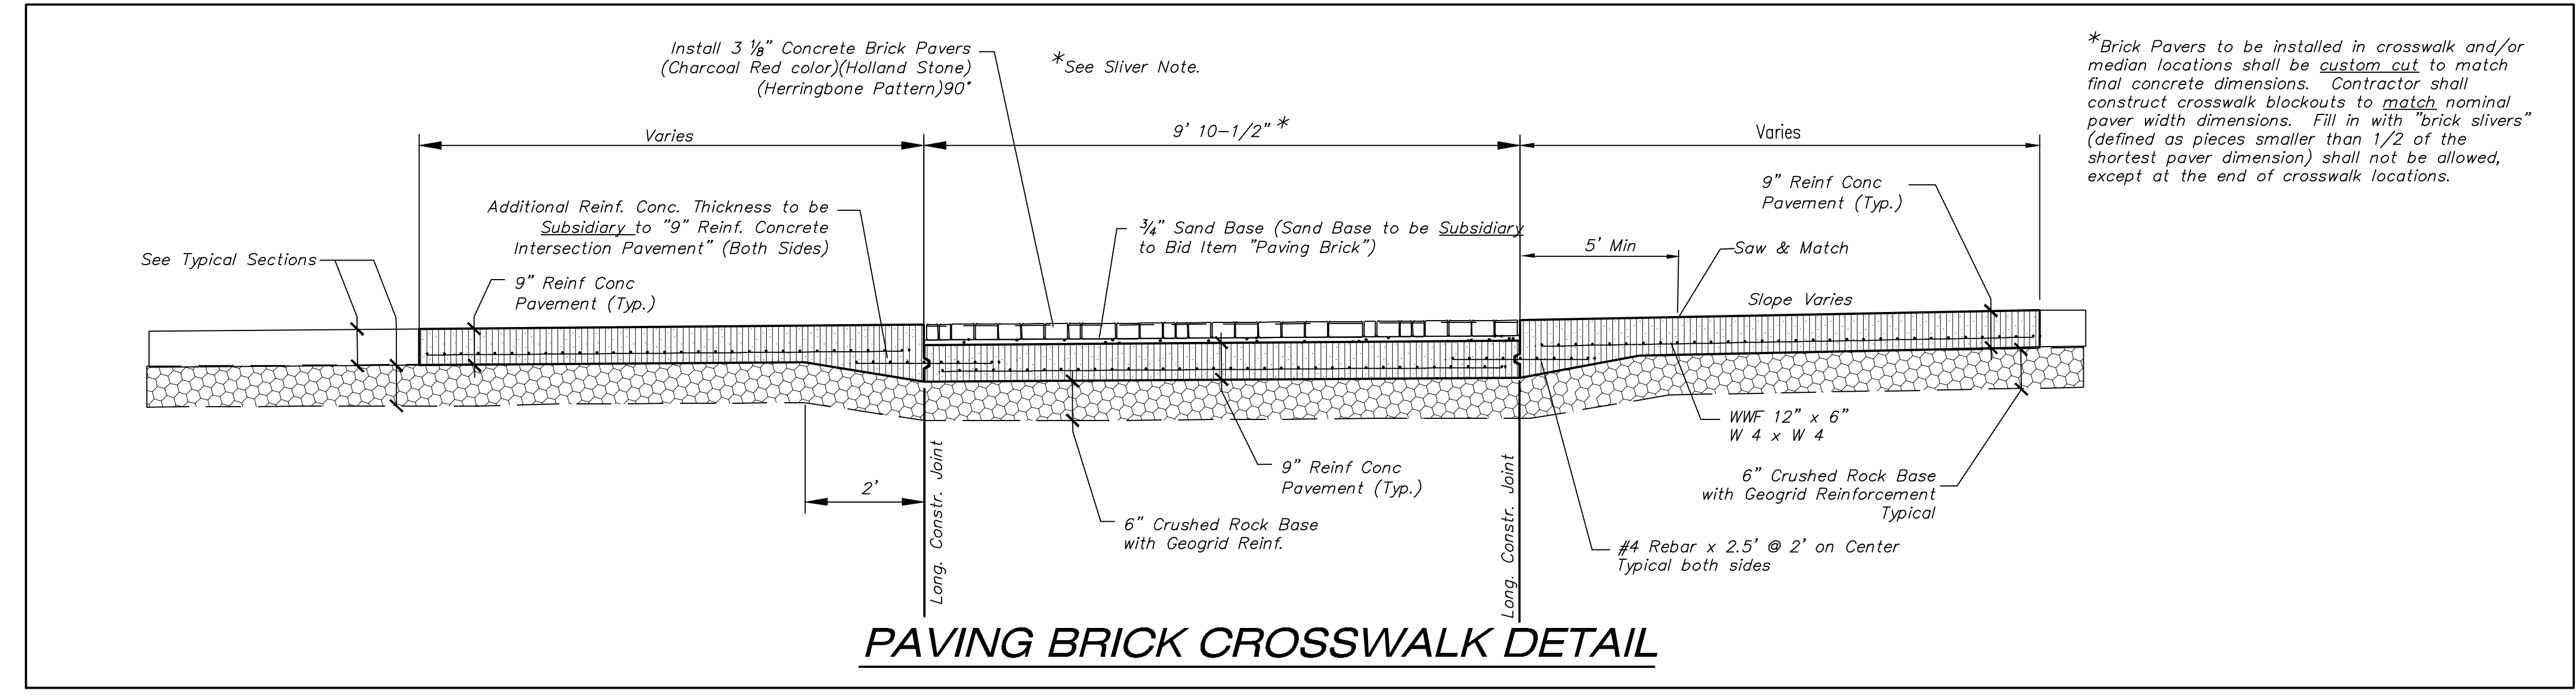 Install 3 ⅛" Concrete Brick Pavers
(Charcoal Red color)(Holland Stone)
(Herringbone Pattern)90°
*See Sliver Note.
*Brick Pavers to be installed in crosswalk and/or
median locations shall be custom cut to match
final concrete dimensions. Contractor shall
construct crosswalk blockouts to match nominal
paver width dimensions. Fill in with "brick slivers"
(defined as pieces smaller than 1/2 of the
shortest paver dimension) shall not be allowed,
except at the end of crosswalk locations.
Varies
9' 10-1/2" *
Varies
9" Reinf Conc
Pavement (Typ.)
Additional Reinf. Conc. Thickness to be
Subsidiary to "9" Reinf. Concrete
Intersection Pavement" (Both Sides)
¾" Sand Base (Sand Base to be Subsidiary
to Bid Item "Paving Brick")
5' Min
Saw & Match
See Typical Sections
9" Reinf Conc
Pavement (Typ.)
Slope Varies
WWF 12" x 6"
W 4 x W 4
2'
Long. Constr. Joint
9" Reinf Conc
Pavement (Typ.)
Long. Constr. Joint
6" Crushed Rock Base
with Geogrid Reinforcement
Typical
6" Crushed Rock Base
with Geogrid Reinf.
#4 Rebar x 2.5' @ 2' on Center
Typical both sides
PAVING BRICK CROSSWALK DETAIL